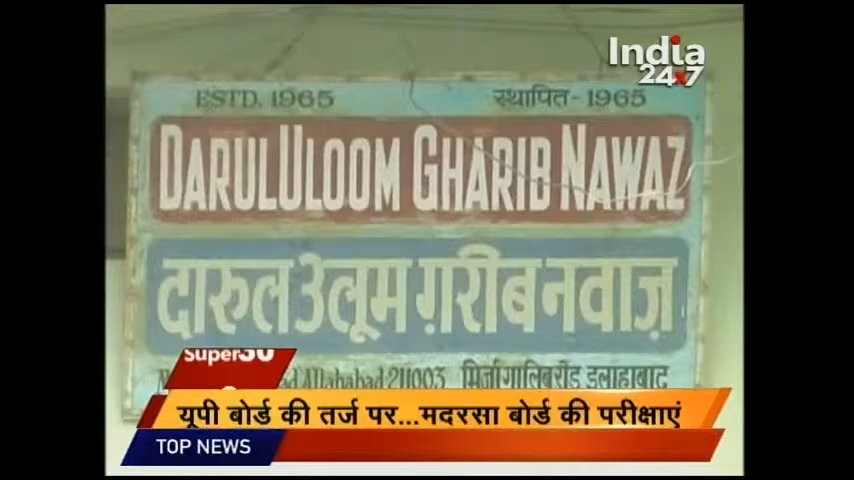 India
24x7
ESTD. 1965 स्थापित - 1965
DARULULOOM GHARIB NAWAZ
दारुल उलूम ग़रीब नवाज़
Super30
Allahabad 211003 मिर्ज़ा ग़ालिब रोड इलाहाबाद
यूपी बोर्ड की तर्ज पर...मदरसा बोर्ड की परीक्षाएं
TOP NEWS